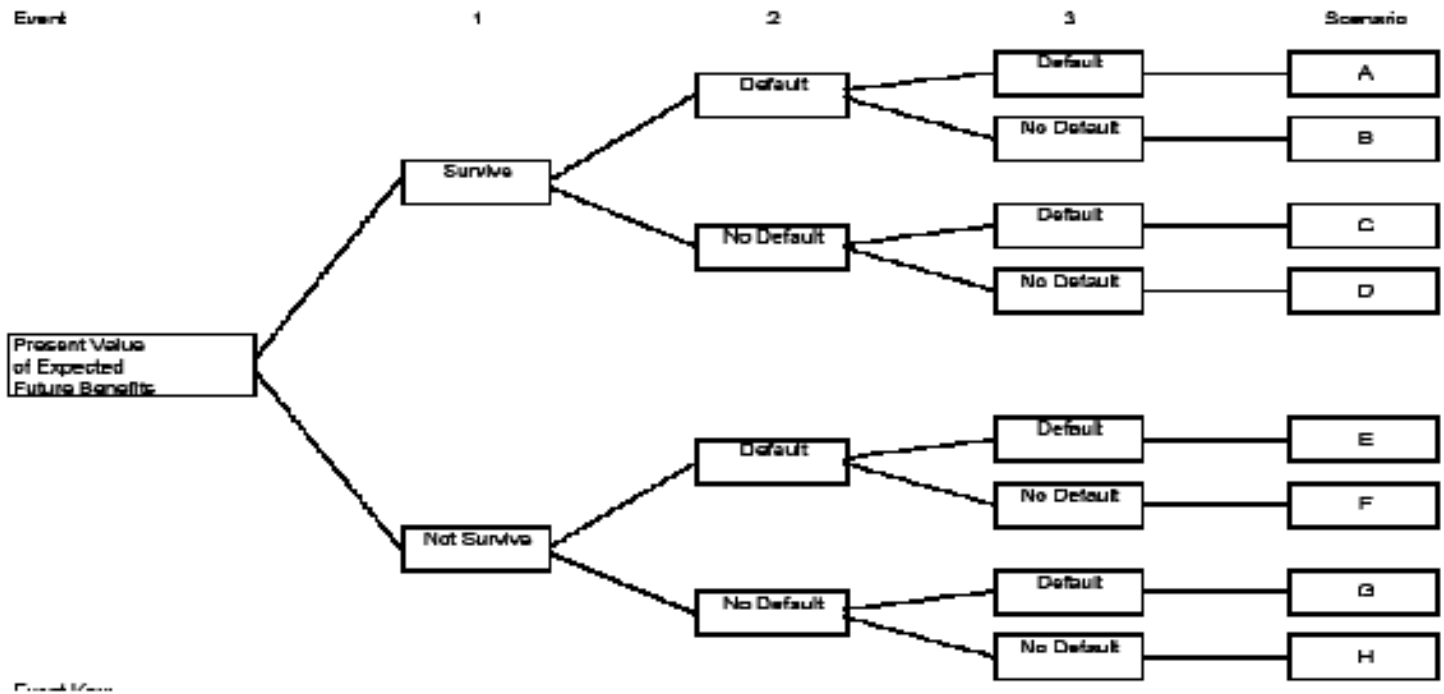 Event 1 2 3 Scenario
Default A
Default
No Default B
Survive
Default C
No Default
No Default D
Present Value
of Expected
Future Benefits
Default E
Default
No Default F
Not Survive
Default G
No Default
No Default H